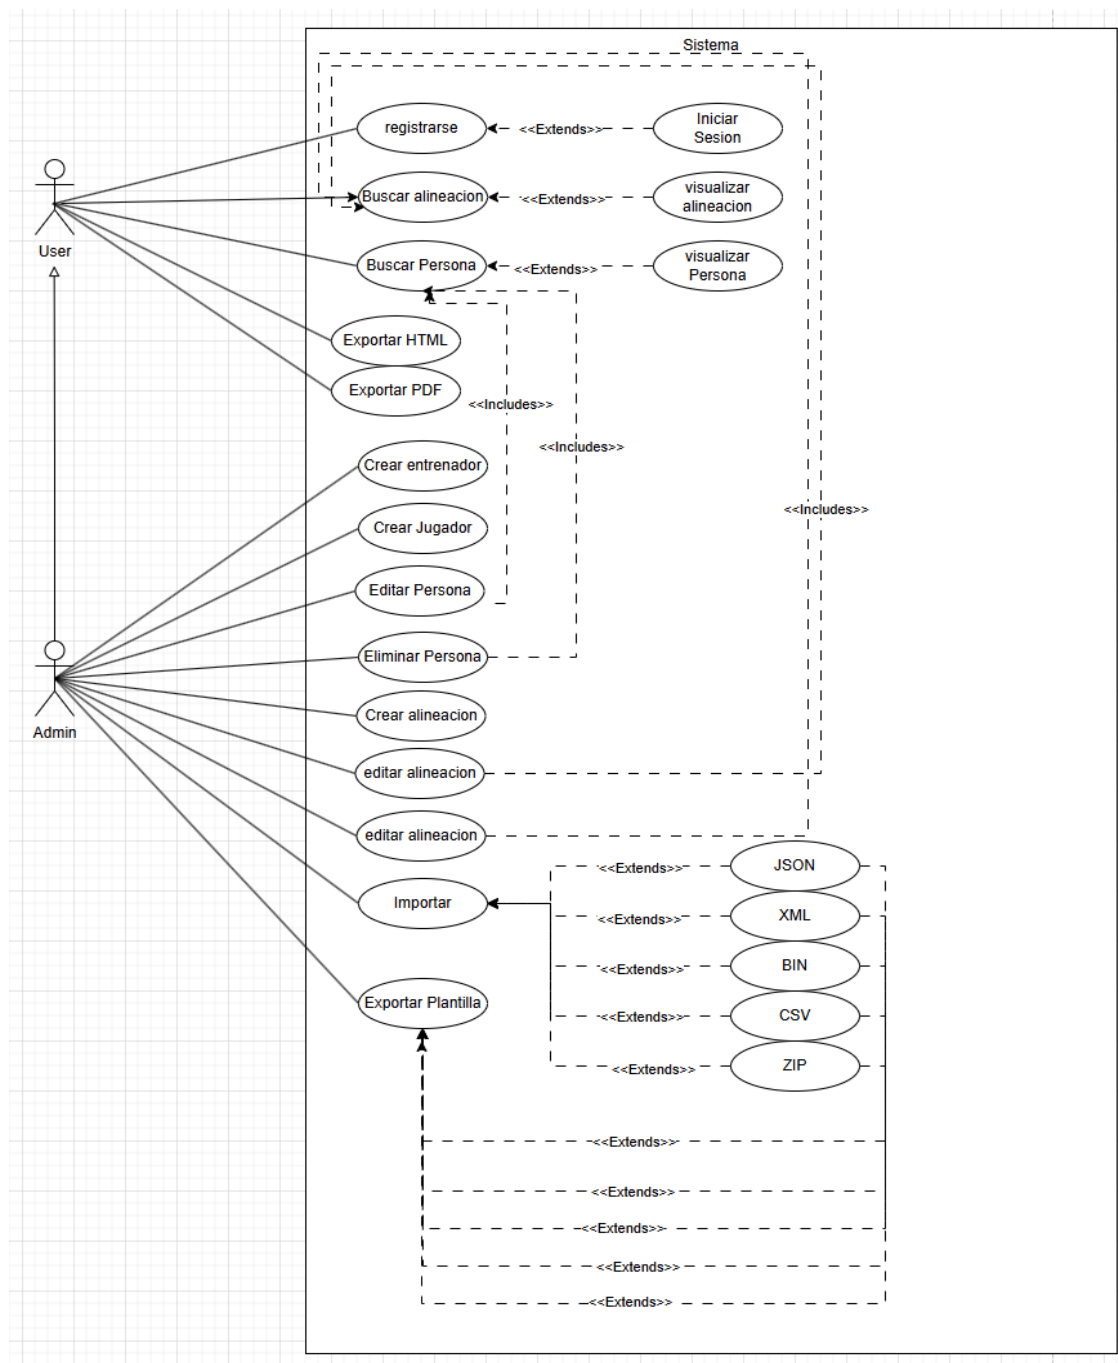 Sistema
registrarse
<<Extends>>
Iniciar
Sesion
Buscar alineacion
<<Extends>>
visualizar
alineacion
User
Buscar Persona
<<Extends>>
visualizar
Persona
Exportar HTML
Exportar PDF
<<Includes>>
<<Includes>>
Crear entrenador
<<Includes>>
Crear Jugador
Editar Persona
Eliminar Persona
Admin
Crear alineacion
editar alineacion
editar alineacion
<<Extends>>
JSON
Importar
<<Extends>>
XML
<<Extends>>
BIN
Exportar Plantilla
<<Extends>>
CSV
<<Extends>>
ZIP
<<Extends>>
<<Extends>>
<<Extends>>
<<Extends>>
<<Extends>>